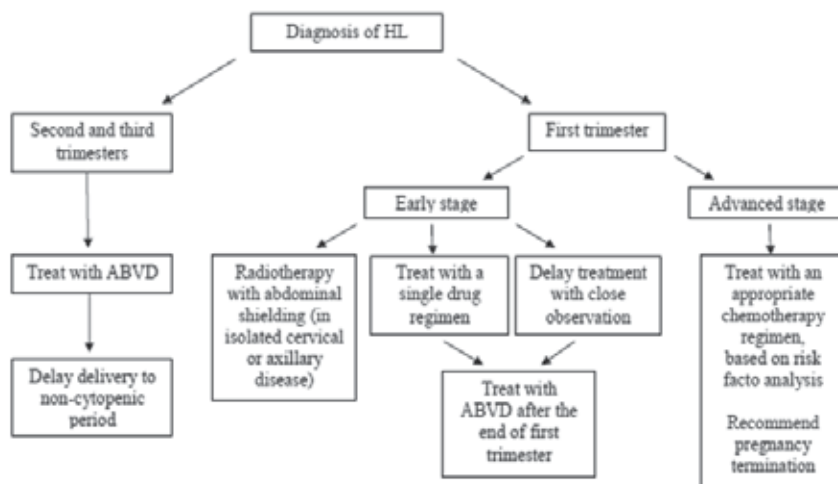 Diagnosis of HL
Second and third
trimesters
First trimester
Early stage
Advanced stage
Treat with ABVD
Radiotherapy
with abdominal
shielding (in
isolated cervical
or axillary
disease)
Treat with a
single drug
regimen
Delay treatment
with close
observation
Treat with an
appropriate
chemotherapy
regimen,
based on risk
facto analysis
Recommend
pregnancy
termination
Delay delivery to
non-cytopenic
period
Treat with
ABVD after the
end of first
trimester